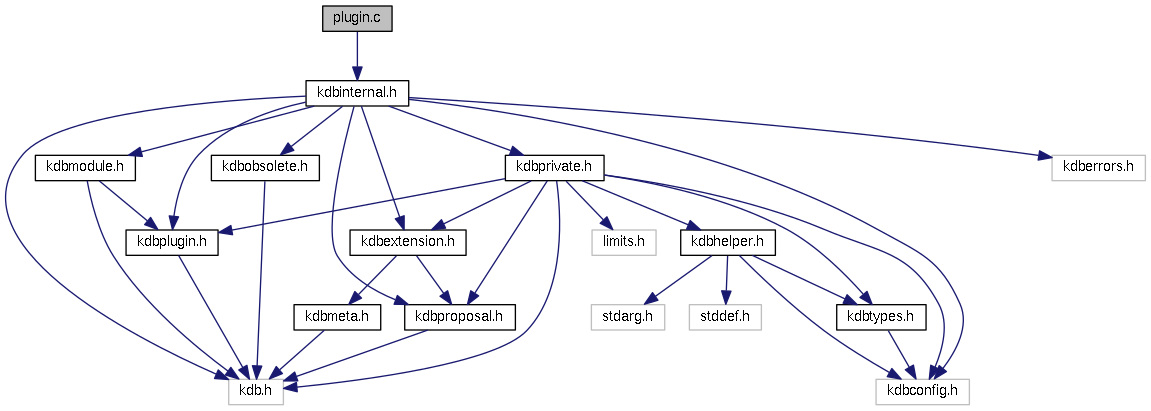 plugin.c
kdbinternal.h
kdbmodule.h
kdbobsolete.h
kdbprivate.h
kdberrors.h
kdbplugin.h
kdbextension.h
limits.h
kdbhelper.h
kdbmeta.h
kdbproposal.h
stdarg.h
stddef.h
kdbtypes.h
kdb.h
kdbconfig.h